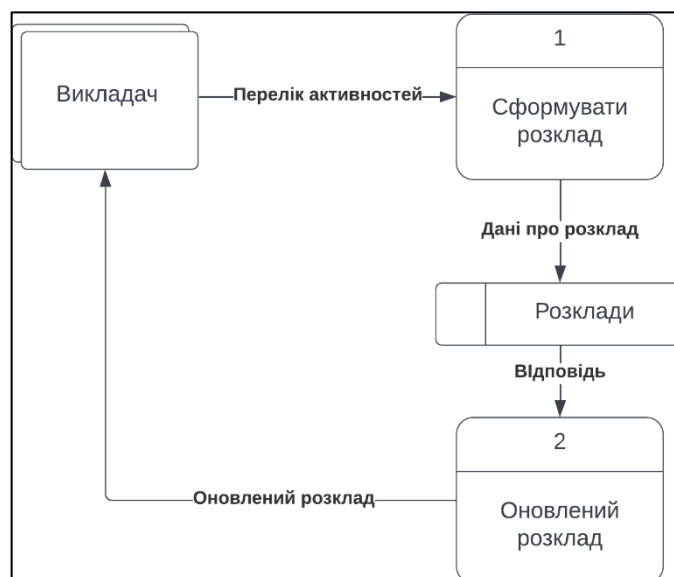 1
Викладач
Перелік активностей
Сформувати
розклад
Дані про розклад
Розклади
ВІдповідь
2
Оновлений розклад
Оновлений
розклад